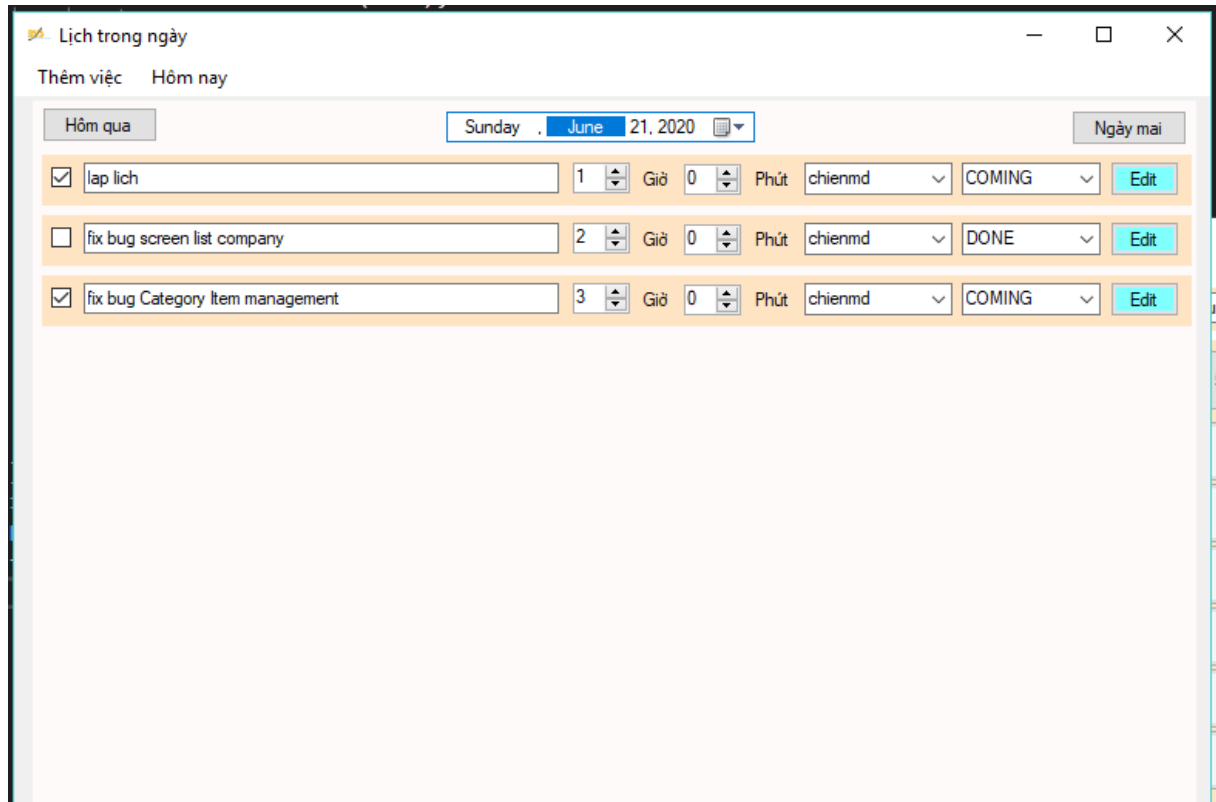 Lịch trong ngày
Thêm việc Hôm nay
Hôm qua Sunday , June 21, 2020 Ngày mai
lap lich 1 Giờ 0 Phút chienmd COMING Edit
fix bug screen list company 2 Giờ 0 Phút chienmd DONE Edit
fix bug Category Item management 3 Giờ 0 Phút chienmd COMING Edit